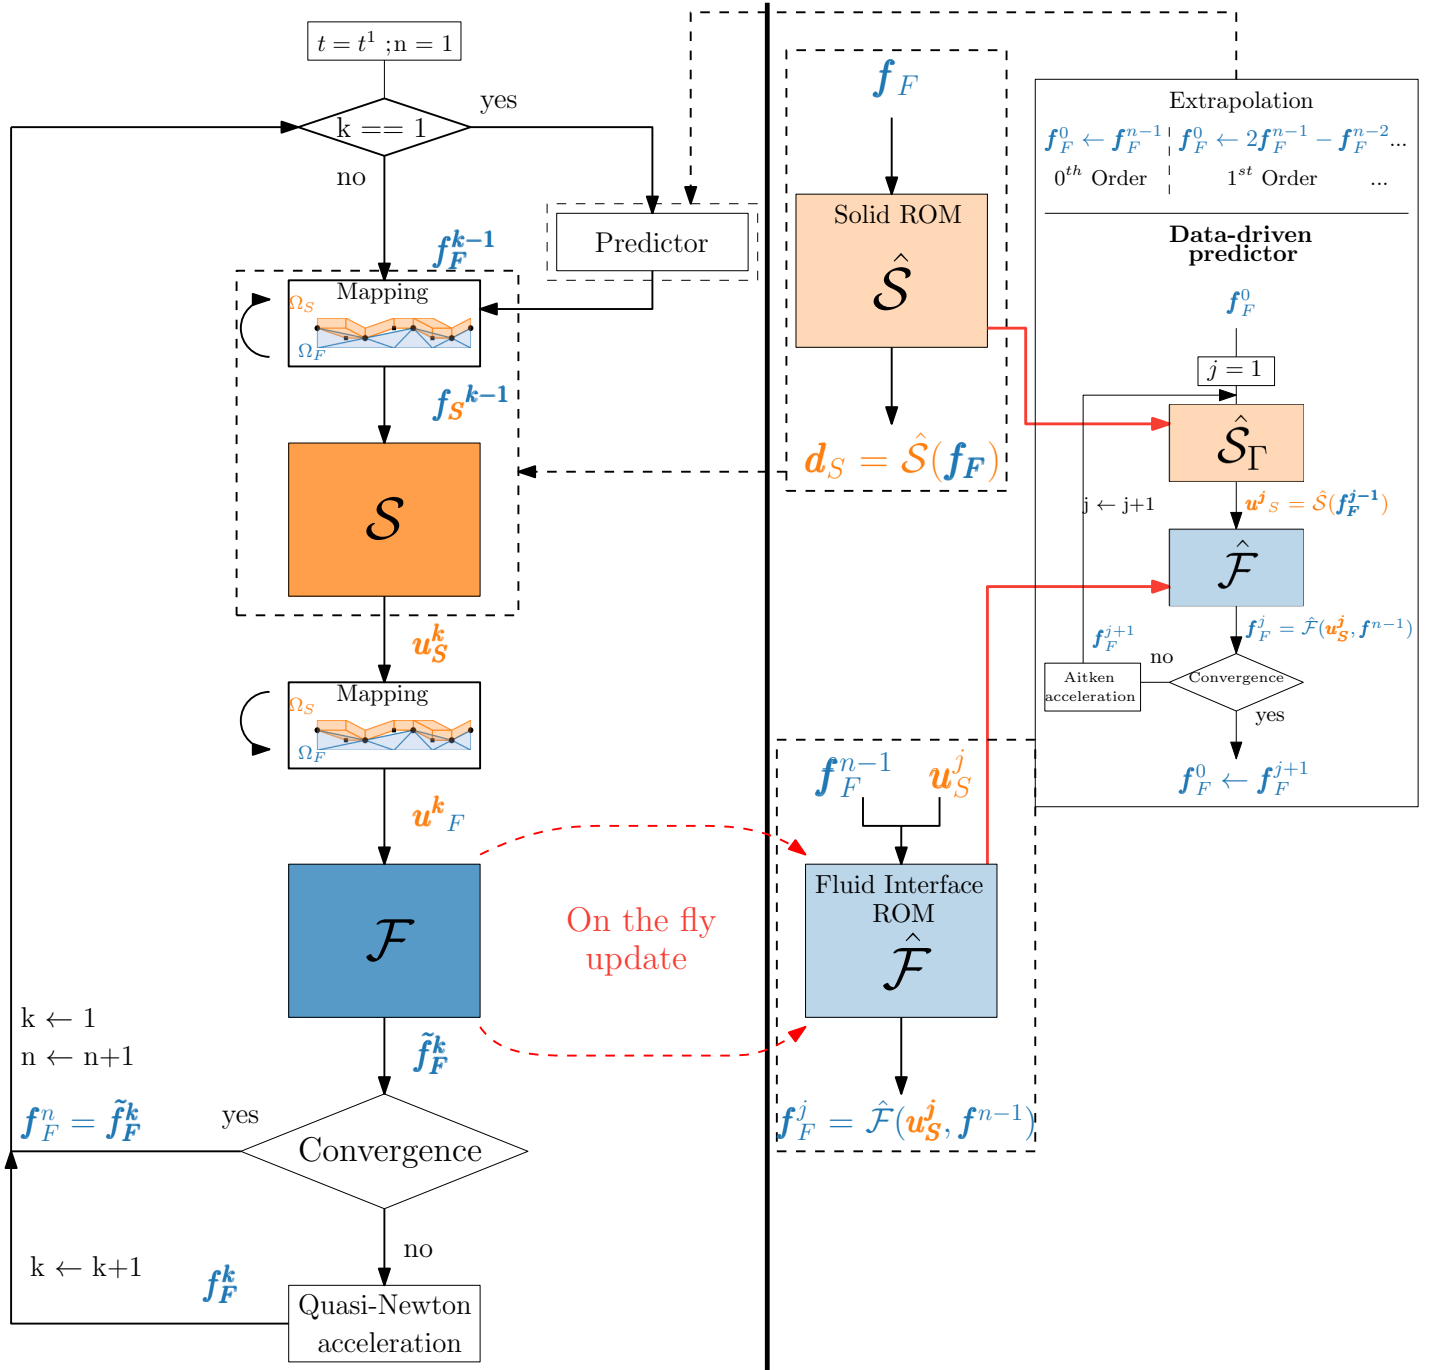 t = t¹ ;n = 1
k == 1
yes
no
Predictor
f_F^{k−1}
Mapping
Ω_S
Ω_F
f_S^{k−1}
𝒮
u_S^k
Mapping
Ω_S
Ω_F
u^k_F
ℱ
On the fly
update
f̃_F^k
k ← 1
n ← n+1
f_F^n = f̃_F^k
yes
Convergence
no
k ← k+1
f_F^k
Quasi-Newton
acceleration
f_F
Solid ROM
𝒮̂
d_S = 𝒮̂(f_F)
f_F^{n−1}
u_S^j
Fluid Interface
ROM
ℱ̂
f_F^j = ℱ̂(u_S^j, f^{n−1})
Extrapolation
f_F^0 ← f_F^{n−1}
f_F^0 ← 2f_F^{n−1} − f_F^{n−2}...
0^{th} Order
1^{st} Order
...
Data-driven
predictor
f_F^0
j = 1
𝒮̂_Γ
j ← j+1
u^j_S = 𝒮̂(f_F^{j−1})
ℱ̂
f_F^j = ℱ̂(u_S^j, f^{n−1})
f_F^{j+1}
no
Convergence
Aitken
acceleration
yes
f_F^0 ← f_F^{j+1}